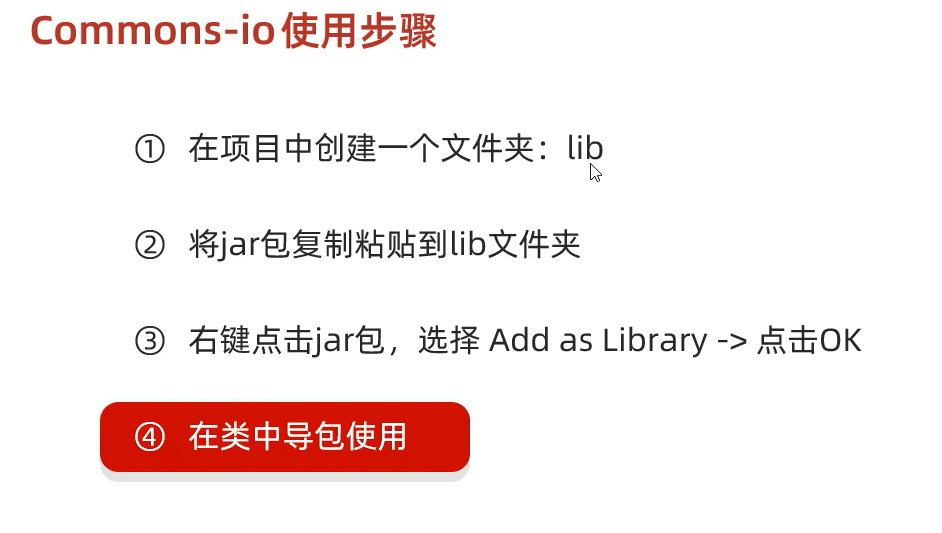 Commons-io使用步骤
① 在项目中创建一个文件夹：lib
② 将jar包复制粘贴到lib文件夹
③ 右键点击jar包，选择 Add as Library -> 点击OK
④ 在类中导包使用